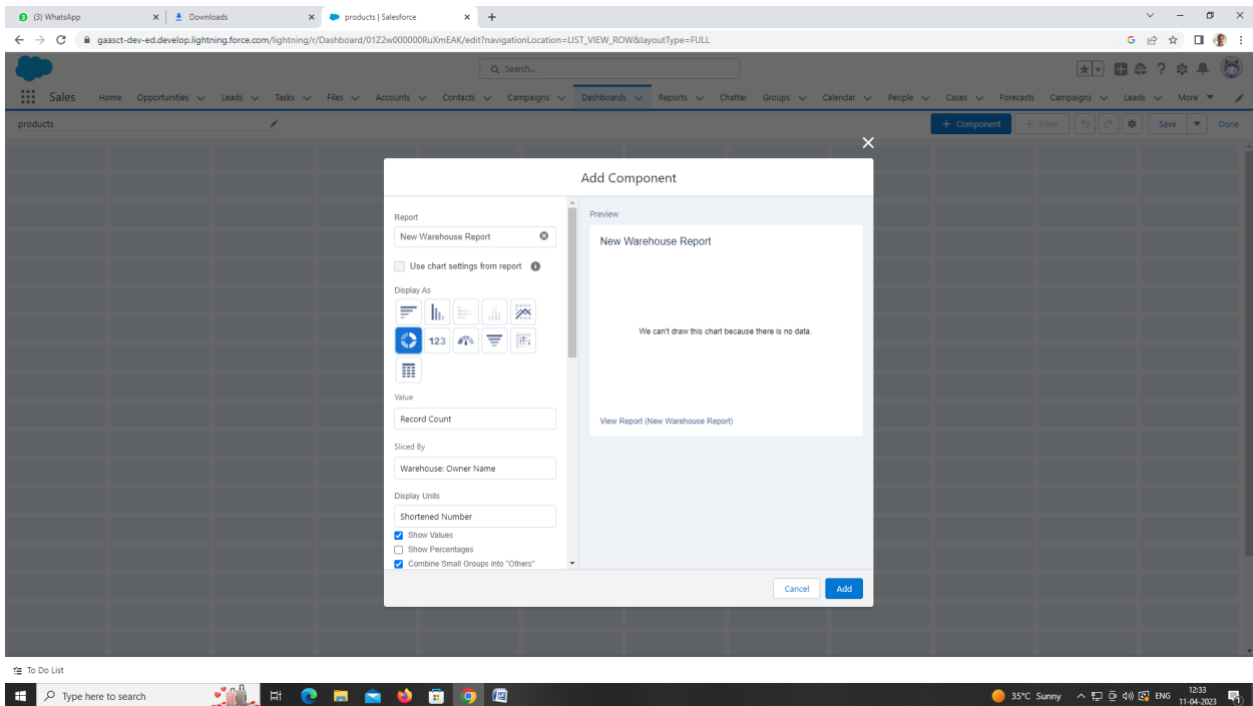 (3) WhatsApp Downloads products | Salesforce
gaasct-dev-ed.develop.lightning.force.com/lightning/r/Dashboard/01Z2w000000RuXmEAK/edit?navigationLocation=LIST_VIEW_ROW&layoutType=FULL
Search...
Sales Home Opportunities Leads Tasks Files Accounts Contacts Campaigns Dashboards Reports Chatter Groups Calendar People Cases Forecasts Campaigns Leads More
products + Component + Filter Save Done
Add Component
Report
New Warehouse Report
Use chart settings from report
Display As
123
Value
Record Count
Sliced By
Warehouse: Owner Name
Display Units
Shortened Number
Show Values
Show Percentages
Combine Small Groups into "Others"
Preview
New Warehouse Report
We can't draw this chart because there is no data.
View Report (New Warehouse Report)
Cancel Add
To Do List
Type here to search 35°C Sunny ENG 12:33
11-04-2023